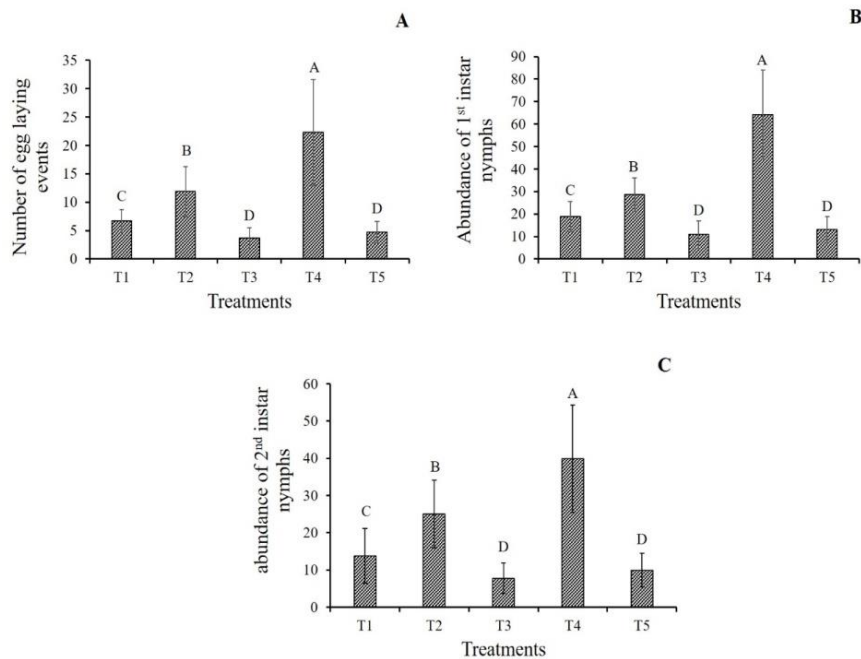 A
Number of egg laying
events
35
30
25
20
15
10
5
0
C
B
D
A
D
T1 T2 T3 T4 T5
Treatments
B
Abundance of 1st instar
nymphs
90
80
70
60
50
40
30
20
10
0
C
B
D
A
D
T1 T2 T3 T4 T5
Treatments
C
abundance of 2nd instar
nymphs
60
50
40
30
20
10
0
C
B
D
A
D
T1 T2 T3 T4 T5
Treatments